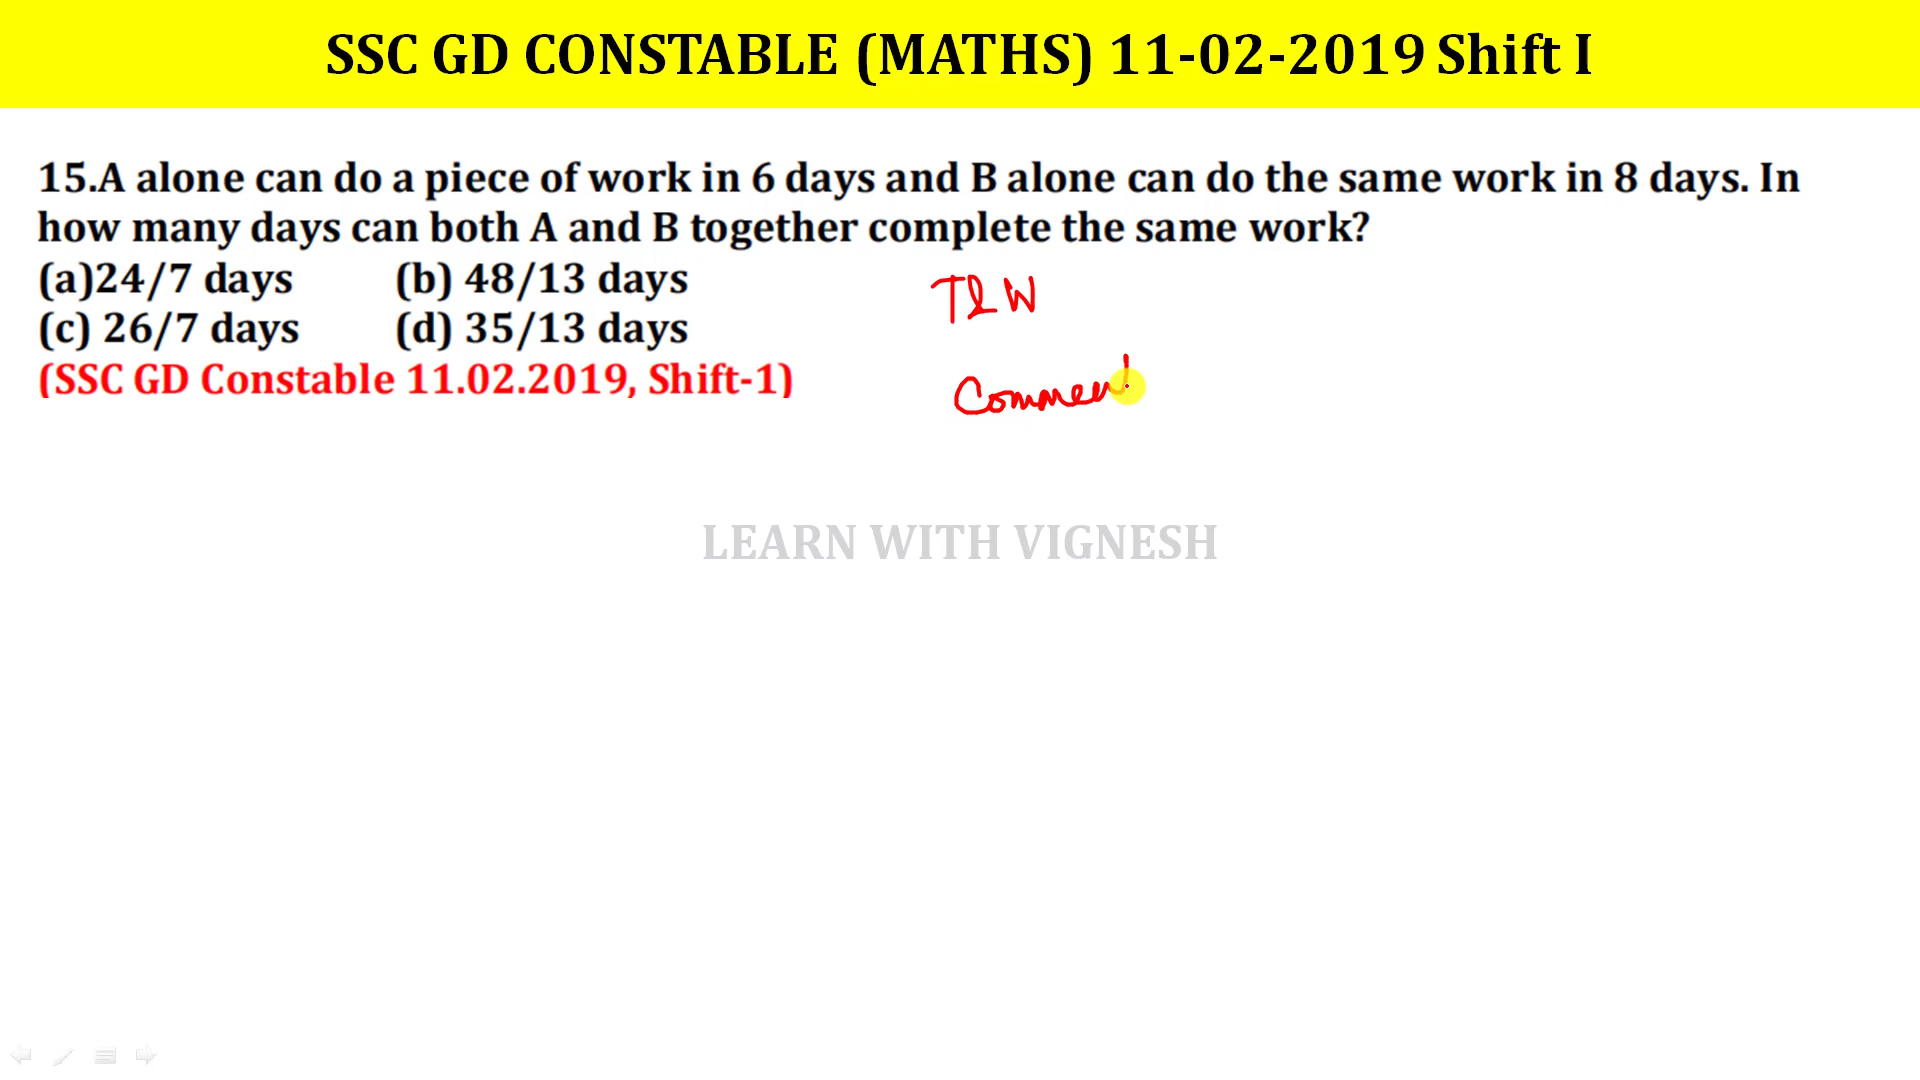 SSC GD CONSTABLE (MATHS) 11-02-2019 Shift I
15.A alone can do a piece of work in 6 days and B alone can do the same work in 8 days. In
how many days can both A and B together complete the same work?
(a)24/7 days (b) 48/13 days
(c) 26/7 days (d) 35/13 days
(SSC GD Constable 11.02.2019, Shift-1)
T&W
Comment
LEARN WITH VIGNESH